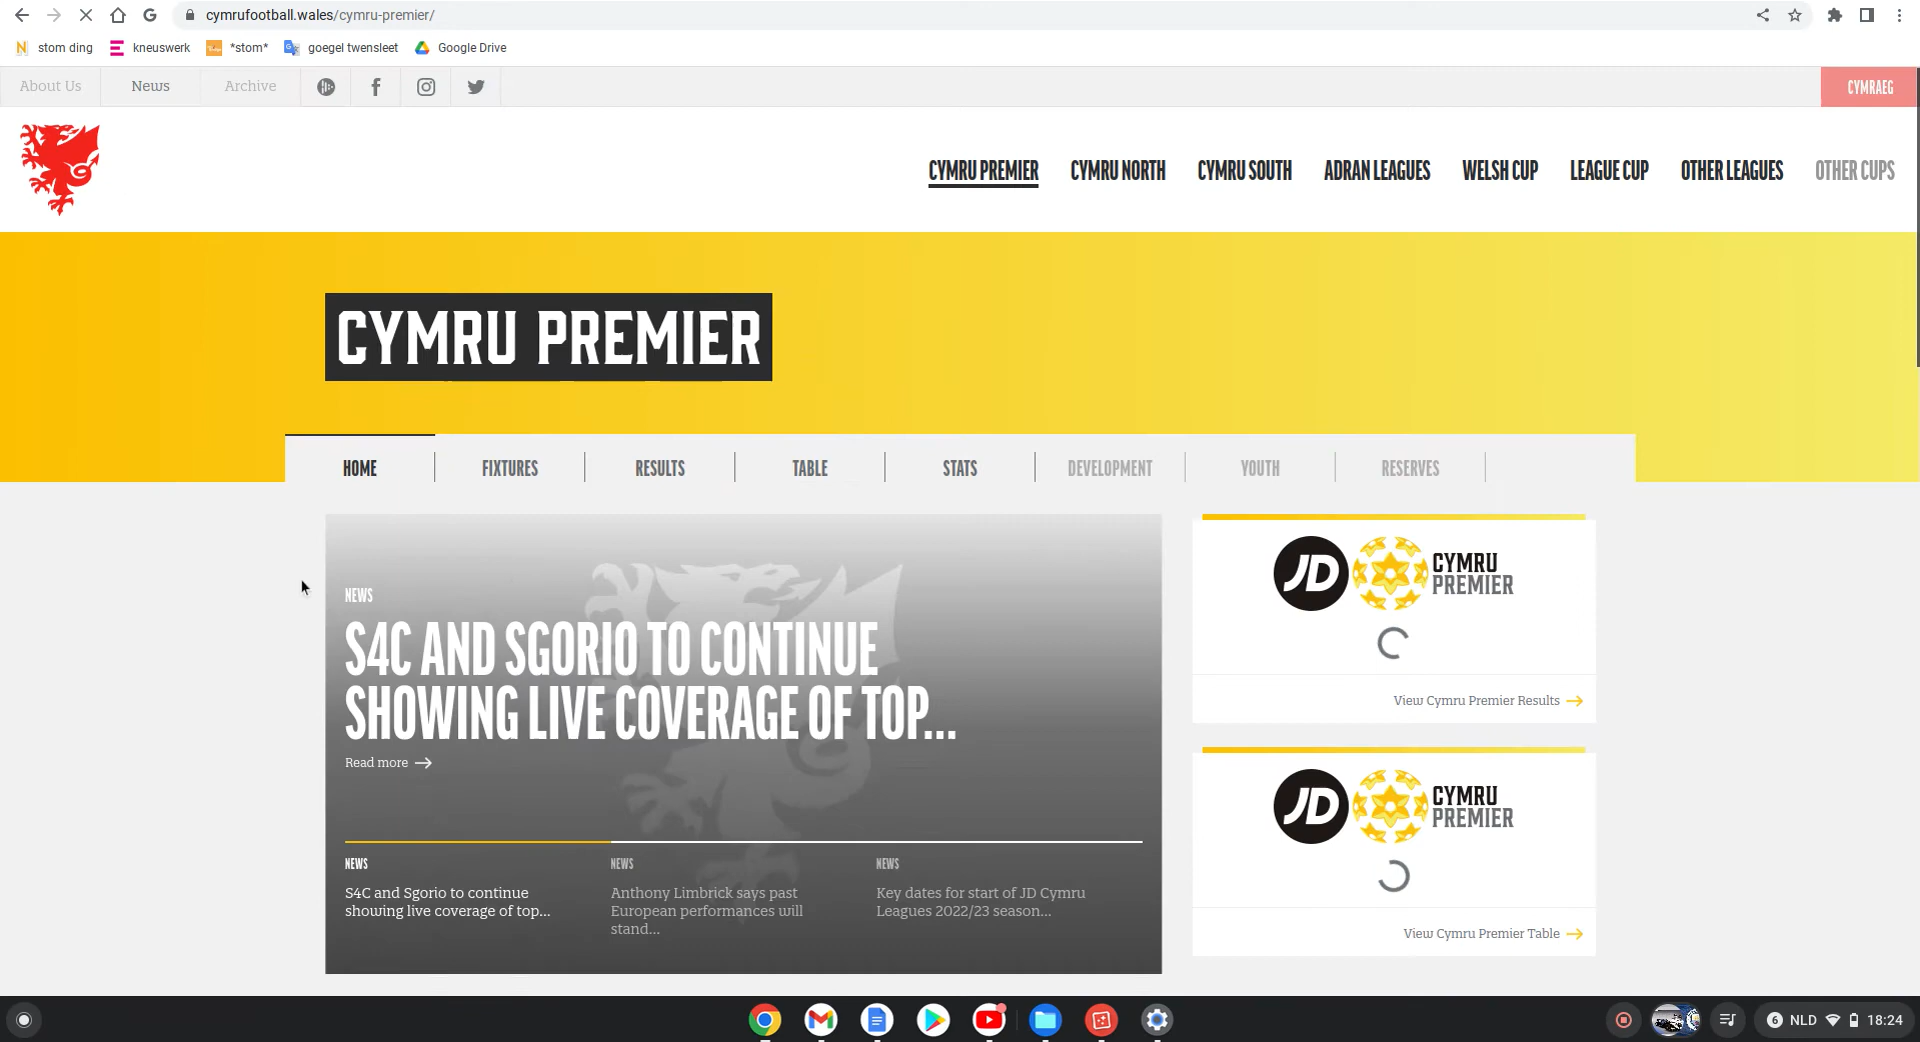 cymrufootball.wales/cymru-premier/
stom ding kneuswerk *stom* goegel twensleet Google Drive
About Us News Archive
CYMRAEG
CYMRU PREMIER CYMRU NORTH CYMRU SOUTH ADRAN LEAGUES WELSH CUP LEAGUE CUP OTHER LEAGUES OTHER CUPS
CYMRU PREMIER
HOME FIXTURES RESULTS TABLE STATS DEVELOPMENT YOUTH RESERVES
NEWS
S4C AND SGORIO TO CONTINUE
SHOWING LIVE COVERAGE OF TOP...
Read more
NEWS
S4C and Sgorio to continue
showing live coverage of top...
NEWS
Anthony Limbrick says past
European performances will
stand...
NEWS
Key dates for start of JD Cymru
Leagues 2022/23 season...
JD CYMRU
PREMIER
View Cymru Premier Results
JD CYMRU
PREMIER
View Cymru Premier Table
6 NLD 18:24